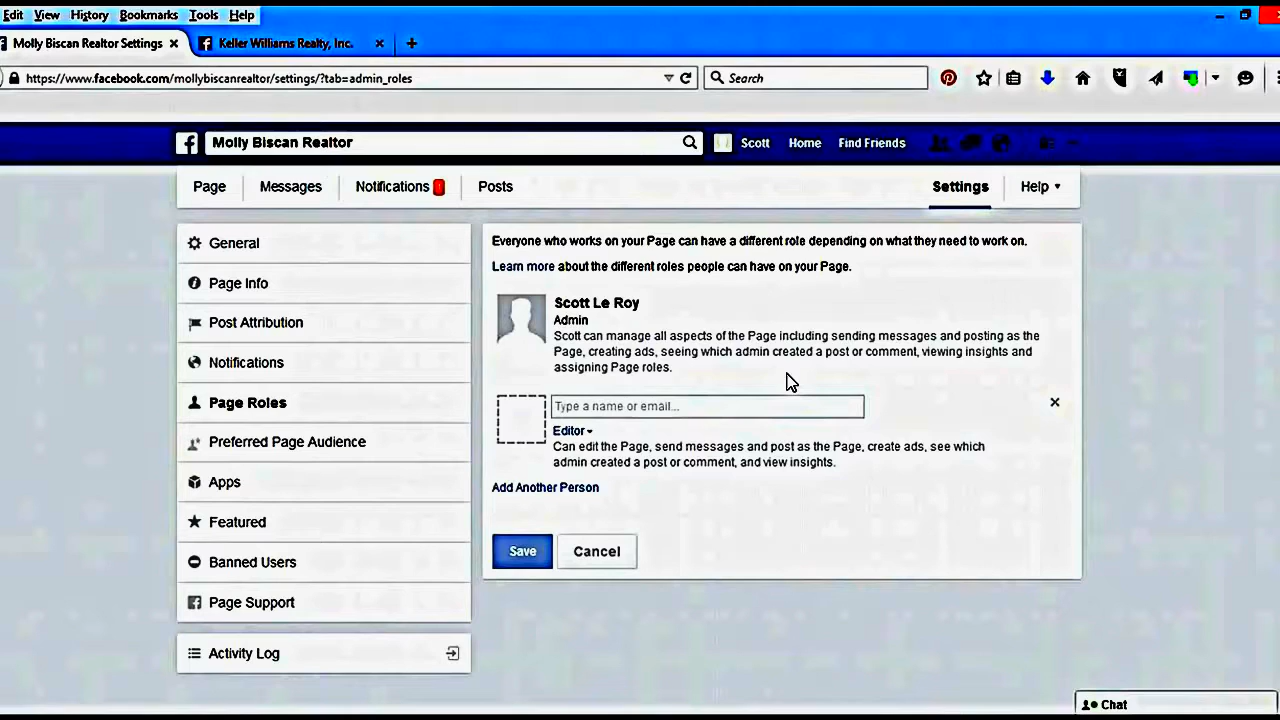 Edit View History Bookmarks Tools Help
Molly Biscan Realtor Settings Keller Williams Realty, Inc.
https://www.facebook.com/mollybiscanrealtor/settings/?tab=admin_roles Search
Molly Biscan Realtor Scott Home Find Friends
Page Messages Notifications Posts Settings Help
General
Page Info
Post Attribution
Notifications
Page Roles
Preferred Page Audience
Apps
Featured
Banned Users
Page Support
Activity Log
Everyone who works on your Page can have a different role depending on what they need to work on.
Learn more about the different roles people can have on your Page.
Scott Le Roy
Admin
Scott can manage all aspects of the Page including sending messages and posting as the
Page, creating ads, seeing which admin created a post or comment, viewing insights and
assigning Page roles.
Type a name or email...
Editor
Can edit the Page, send messages and post as the Page, create ads, see which
admin created a post or comment, and view insights.
Add Another Person
Save Cancel
Chat